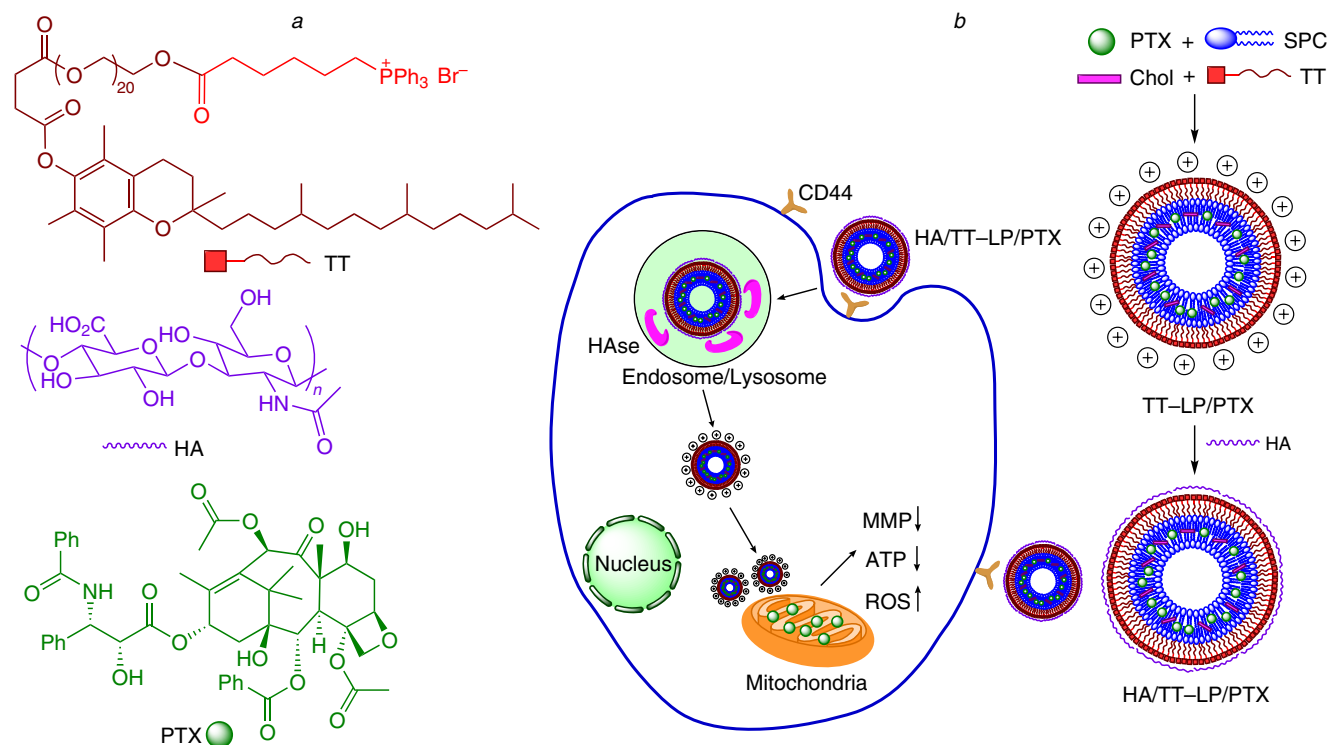 a
O
O
O
20
O
O
O
+
PPh3 Br−
O
O
O
TT
HO2C
OH
HO
O
O
HO
OH
O
HO
O
NH
O
n
HA
O
O
O
OH
Ph
O
NH
O
Ph
OH
O
HO
H
O
O
Ph
O
O
O
O
PTX
b
PTX + SPC
Chol + TT
TT–LP/PTX
HA
HA/TT–LP/PTX
CD44
HA/TT–LP/PTX
HAse
Endosome/Lysosome
Nucleus
MMP↓
ATP↓
ROS↑
Mitochondria